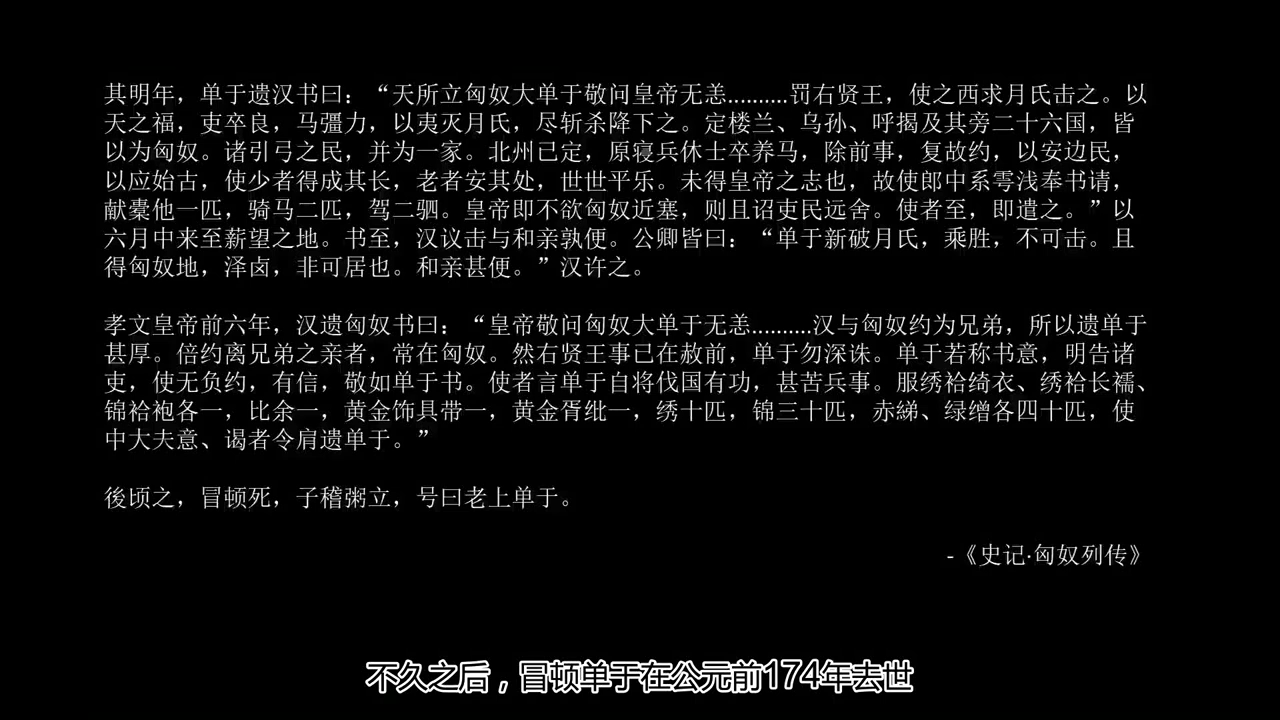 其明年，单于遗汉书曰：“天所立匈奴大单于敬问皇帝无恙..........罚右贤王，使之西求月氏击之。以
天之福，吏卒良，马彊力，以夷灭月氏，尽斩杀降下之。定楼兰、乌孙、呼揭及其旁二十六国，皆
以为匈奴。诸引弓之民，并为一家。北州已定，原寝兵休士卒养马，除前事，复故约，以安边民，
以应始古，使少者得成其长，老者安其处，世世平乐。未得皇帝之志也，故使郎中系雩浅奉书请，
献橐他一匹，骑马二匹，驾二驷。皇帝即不欲匈奴近塞，则且诏吏民远舍。使者至，即遣之。”以
六月中来至薪望之地。书至，汉议击与和亲孰便。公卿皆曰：“单于新破月氏，乘胜，不可击。且
得匈奴地，泽卤，非可居也。和亲甚便。”汉许之。
孝文皇帝前六年，汉遗匈奴书曰：“皇帝敬问匈奴大单于无恙..........汉与匈奴约为兄弟，所以遗单于
甚厚。倍约离兄弟之亲者，常在匈奴。然右贤王事已在赦前，单于勿深诛。单于若称书意，明告诸
吏，使无负约，有信，敬如单于书。使者言单于自将伐国有功，甚苦兵事。服绣袷绮衣、绣袷长襦、
锦袷袍各一，比余一，黄金饰具带一，黄金胥纰一，绣十匹，锦三十匹，赤綈、绿缯各四十匹，使
中大夫意、谒者令肩遗单于。”
後顷之，冒顿死，子稽粥立，号曰老上单于。
-《史记·匈奴列传》
不久之后，冒顿单于在公元前174年去世